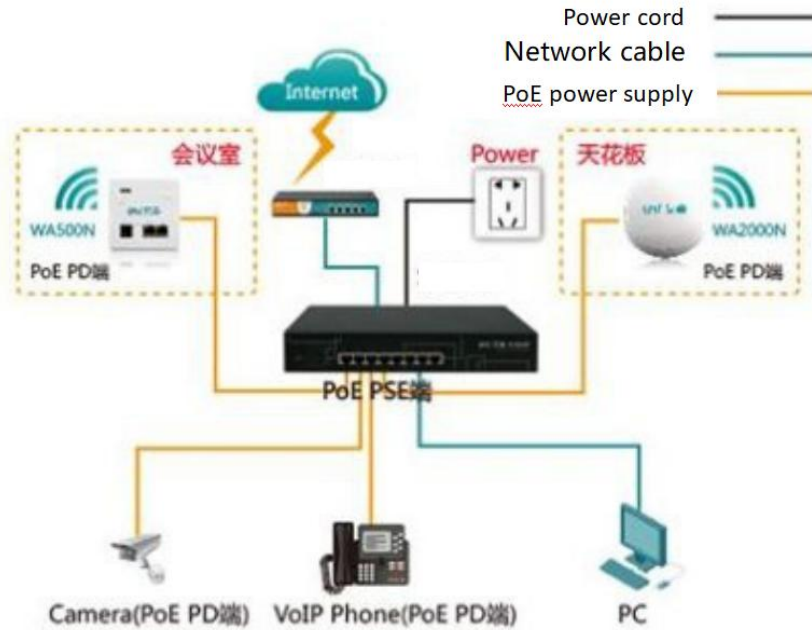 Power cord
Network cable
PoE power supply
Internet
会议室
Power
天花板
WA500N
WA2000N
PoE PD端
PoE PD端
PoE PSE端
Camera(PoE PD端)
VoIP Phone(PoE PD端)
PC